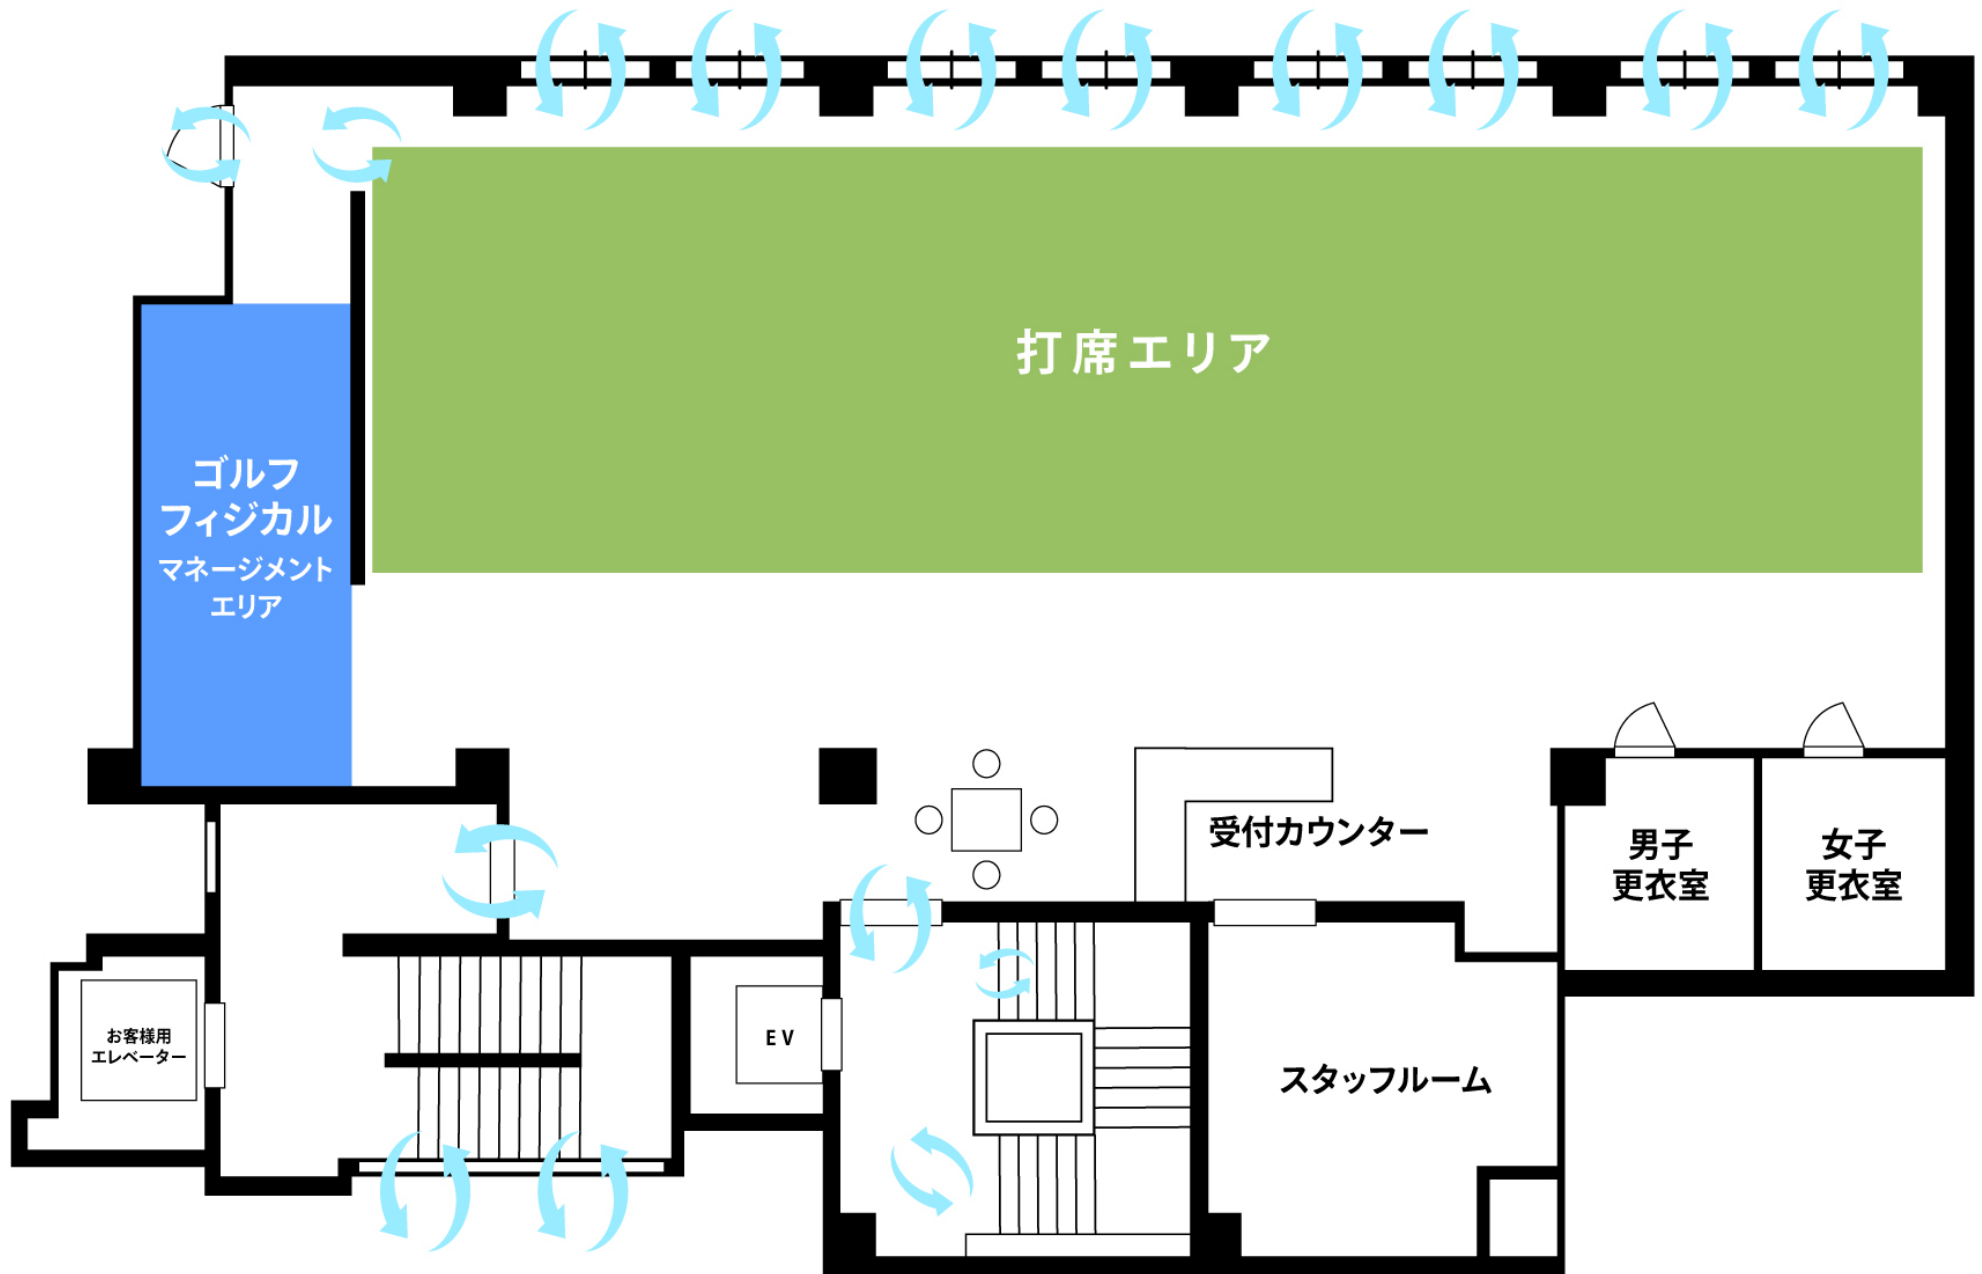 打席エリア
ゴルフ
フィジカル
マネージメント
エリア
受付カウンター
男子
更衣室
女子
更衣室
お客様用
エレベーター
EV
スタッフルーム